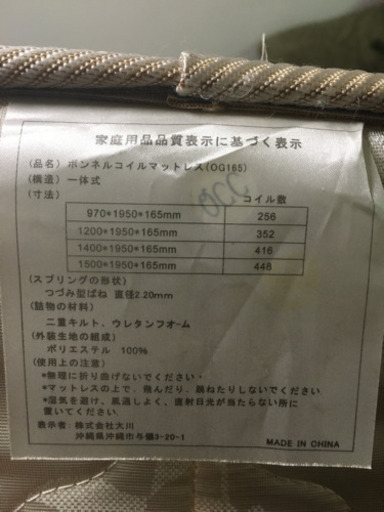 家庭用品品質表示に基づく表示
(品名) ボンネルコイルマットレス(OG165)
(構造) 一体式
(寸法)
コイル数
970*1950*165mm 256
1200*1950*165mm 352
1400*1950*165mm 416
1500*1950*165mm 448
(スプリングの形状)
つづみ型ばね 直径2.20mm
(詰物の材料)
二重キルト、ウレタンフォーム
(外装生地の組成)
ポリエステル 100%
(使用上の注意)
*無理に折り曲げないでください・
*マットレスの上で、飛んだり、跳ねたりしないでください・
*湿気を避け、風通しよく、直射日光が当たらない所に
置いてください
表示者: 株式会社大川
沖縄県沖縄市与儀3-20-1
MADE IN CHINA